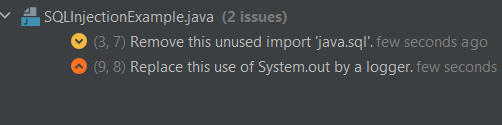 SQLInjectionExample.java (2 issues)
(3, 7) Remove this unused import 'java.sql'. few seconds ago
(9, 8) Replace this use of System.out by a logger. few seconds